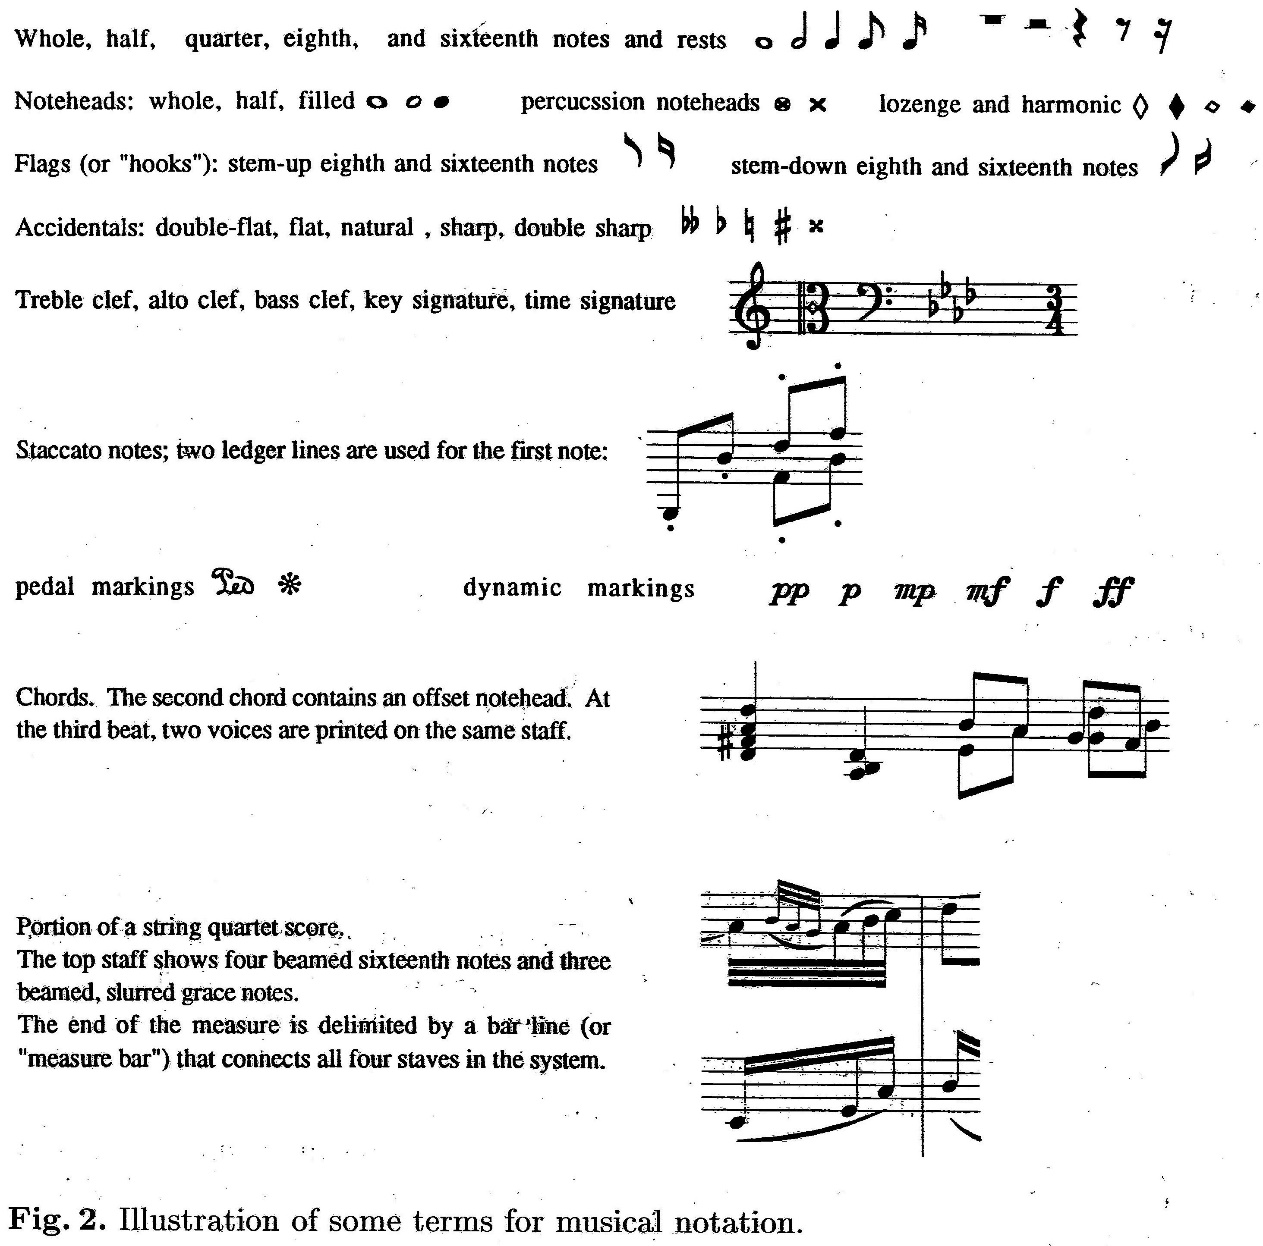 Whole, half, quarter, eighth, and sixteenth notes and rests
Noteheads: whole, half, filled percucssion noteheads lozenge and harmonic
Flags (or "hooks"): stem-up eighth and sixteenth notes stem-down eighth and sixteenth notes
Accidentals: double-flat, flat, natural , sharp, double sharp
Treble clef, alto clef, bass clef, key signature, time signature
3
4
Staccato notes; two ledger lines are used for the first note:
pedal markings Ped dynamic markings pp p mp mf f ff
Chords. The second chord contains an offset notehead. At
the third beat, two voices are printed on the same staff.
Portion of a string quartet score.
The top staff shows four beamed sixteenth notes and three
beamed, slurred grace notes.
The end of the measure is delimited by a bar line (or
"measure bar") that connects all four staves in the system.
Fig. 2. Illustration of some terms for musical notation.